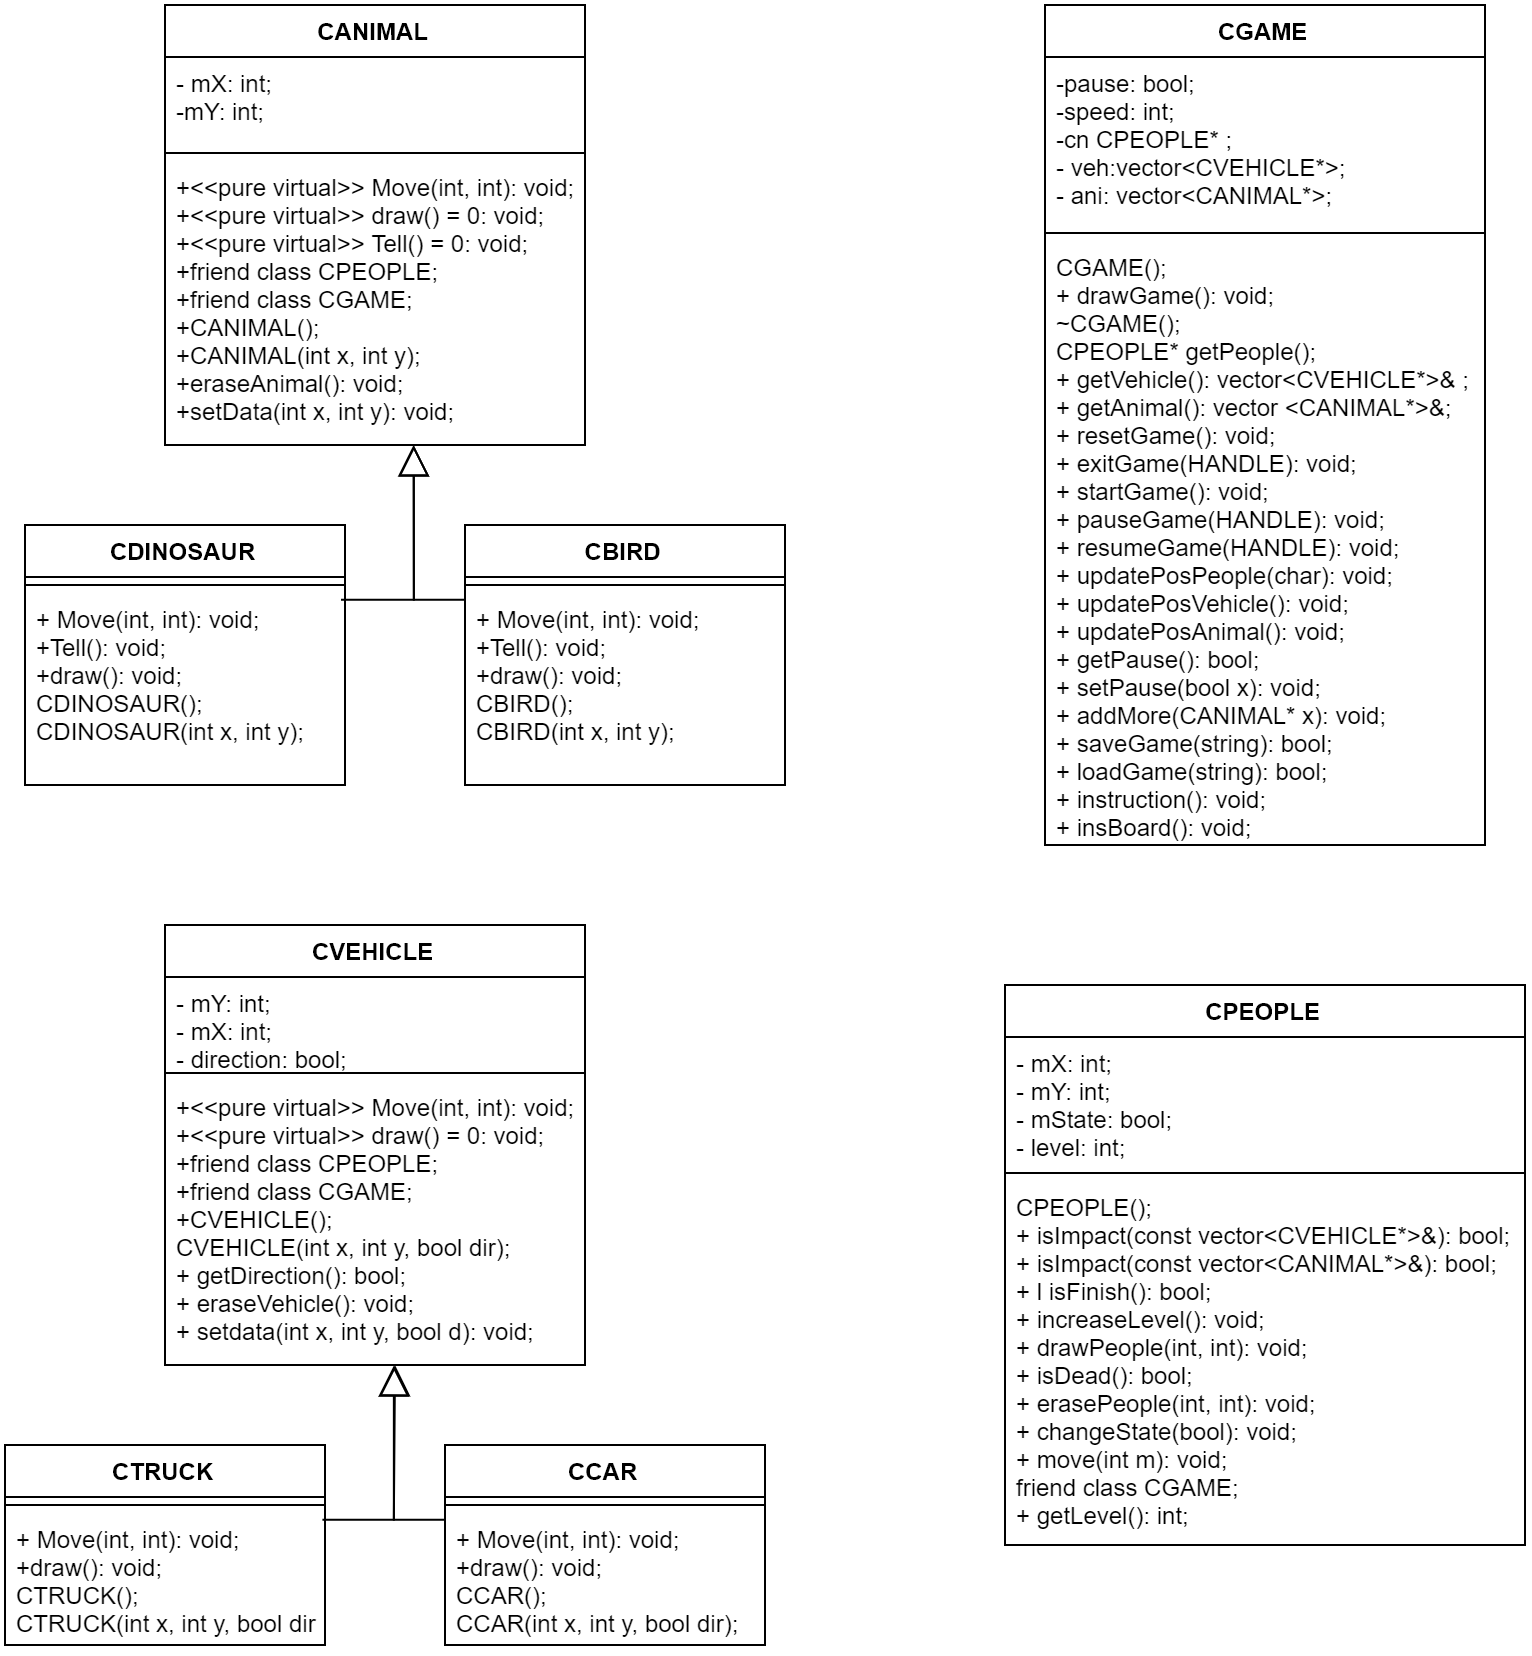 CANIMAL
- mX: int;
-mY: int;
+<<pure virtual>> Move(int, int): void;
+<<pure virtual>> draw() = 0: void;
+<<pure virtual>> Tell() = 0: void;
+friend class CPEOPLE;
+friend class CGAME;
+CANIMAL();
+CANIMAL(int x, int y);
+eraseAnimal(): void;
+setData(int x, int y): void;
CDINOSAUR
+ Move(int, int): void;
+Tell(): void;
+draw(): void;
CDINOSAUR();
CDINOSAUR(int x, int y);
CBIRD
+ Move(int, int): void;
+Tell(): void;
+draw(): void;
CBIRD();
CBIRD(int x, int y);
CGAME
-pause: bool;
-speed: int;
-cn CPEOPLE* ;
- veh:vector<CVEHICLE*>;
- ani: vector<CANIMAL*>;
CGAME();
+ drawGame(): void;
~CGAME();
CPEOPLE* getPeople();
+ getVehicle(): vector<CVEHICLE*>& ;
+ getAnimal(): vector <CANIMAL*>&;
+ resetGame(): void;
+ exitGame(HANDLE): void;
+ startGame(): void;
+ pauseGame(HANDLE): void;
+ resumeGame(HANDLE): void;
+ updatePosPeople(char): void;
+ updatePosVehicle(): void;
+ updatePosAnimal(): void;
+ getPause(): bool;
+ setPause(bool x): void;
+ addMore(CANIMAL* x): void;
+ saveGame(string): bool;
+ loadGame(string): bool;
+ instruction(): void;
+ insBoard(): void;
CVEHICLE
- mY: int;
- mX: int;
- direction: bool;
+<<pure virtual>> Move(int, int): void;
+<<pure virtual>> draw() = 0: void;
+friend class CPEOPLE;
+friend class CGAME;
+CVEHICLE();
CVEHICLE(int x, int y, bool dir);
+ getDirection(): bool;
+ eraseVehicle(): void;
+ setdata(int x, int y, bool d): void;
CTRUCK
+ Move(int, int): void;
+draw(): void;
CTRUCK();
CTRUCK(int x, int y, bool dir
CCAR
+ Move(int, int): void;
+draw(): void;
CCAR();
CCAR(int x, int y, bool dir);
CPEOPLE
- mX: int;
- mY: int;
- mState: bool;
- level: int;
CPEOPLE();
+ isImpact(const vector<CVEHICLE*>&): bool;
+ isImpact(const vector<CANIMAL*>&): bool;
+ l isFinish(): bool;
+ increaseLevel(): void;
+ drawPeople(int, int): void;
+ isDead(): bool;
+ erasePeople(int, int): void;
+ changeState(bool): void;
+ move(int m): void;
friend class CGAME;
+ getLevel(): int;